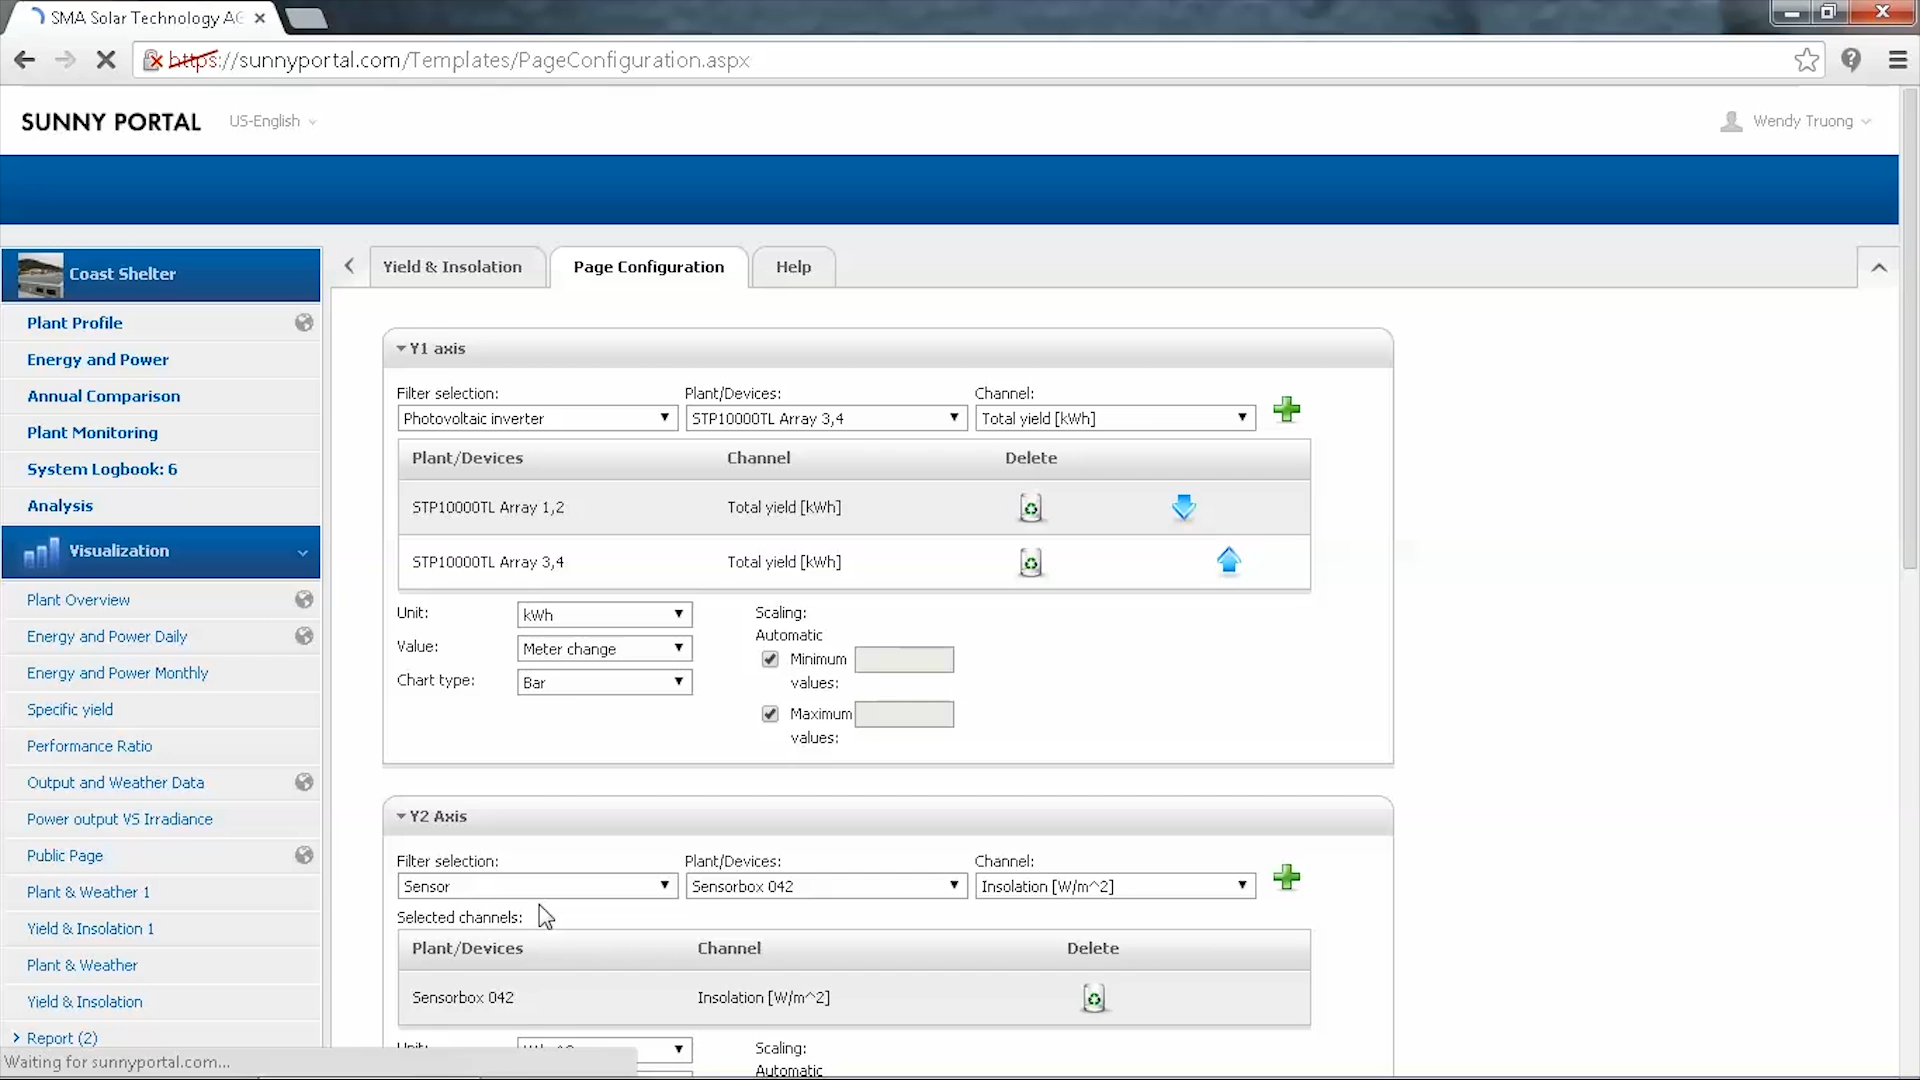 SMA Solar Technology AG
https://sunnyportal.com/Templates/PageConfiguration.aspx
SUNNY PORTAL
US-English
Wendy Truong
Coast Shelter
Plant Profile
Energy and Power
Annual Comparison
Plant Monitoring
System Logbook: 6
Analysis
Visualization
Plant Overview
Energy and Power Daily
Energy and Power Monthly
Specific yield
Performance Ratio
Output and Weather Data
Power output VS Irradiance
Public Page
Plant & Weather 1
Yield & Insolation 1
Plant & Weather
Yield & Insolation
Report (2)
Waiting for sunnyportal.com...
Yield & Insolation
Page Configuration
Help
Y1 axis
Filter selection: Plant/Devices: Channel:
Photovoltaic inverter STP10000TL Array 3,4 Total yield [kWh]
Plant/Devices Channel Delete
STP10000TL Array 1,2 Total yield [kWh]
STP10000TL Array 3,4 Total yield [kWh]
Unit: kWh Scaling:
Automatic
Value: Meter change Minimum
values:
Chart type: Bar
Maximum
values:
Y2 Axis
Filter selection: Plant/Devices: Channel:
Sensor Sensorbox 042 Insolation [W/m^2]
Selected channels:
Plant/Devices Channel Delete
Sensorbox 042 Insolation [W/m^2]
Unit: Scaling:
Automatic